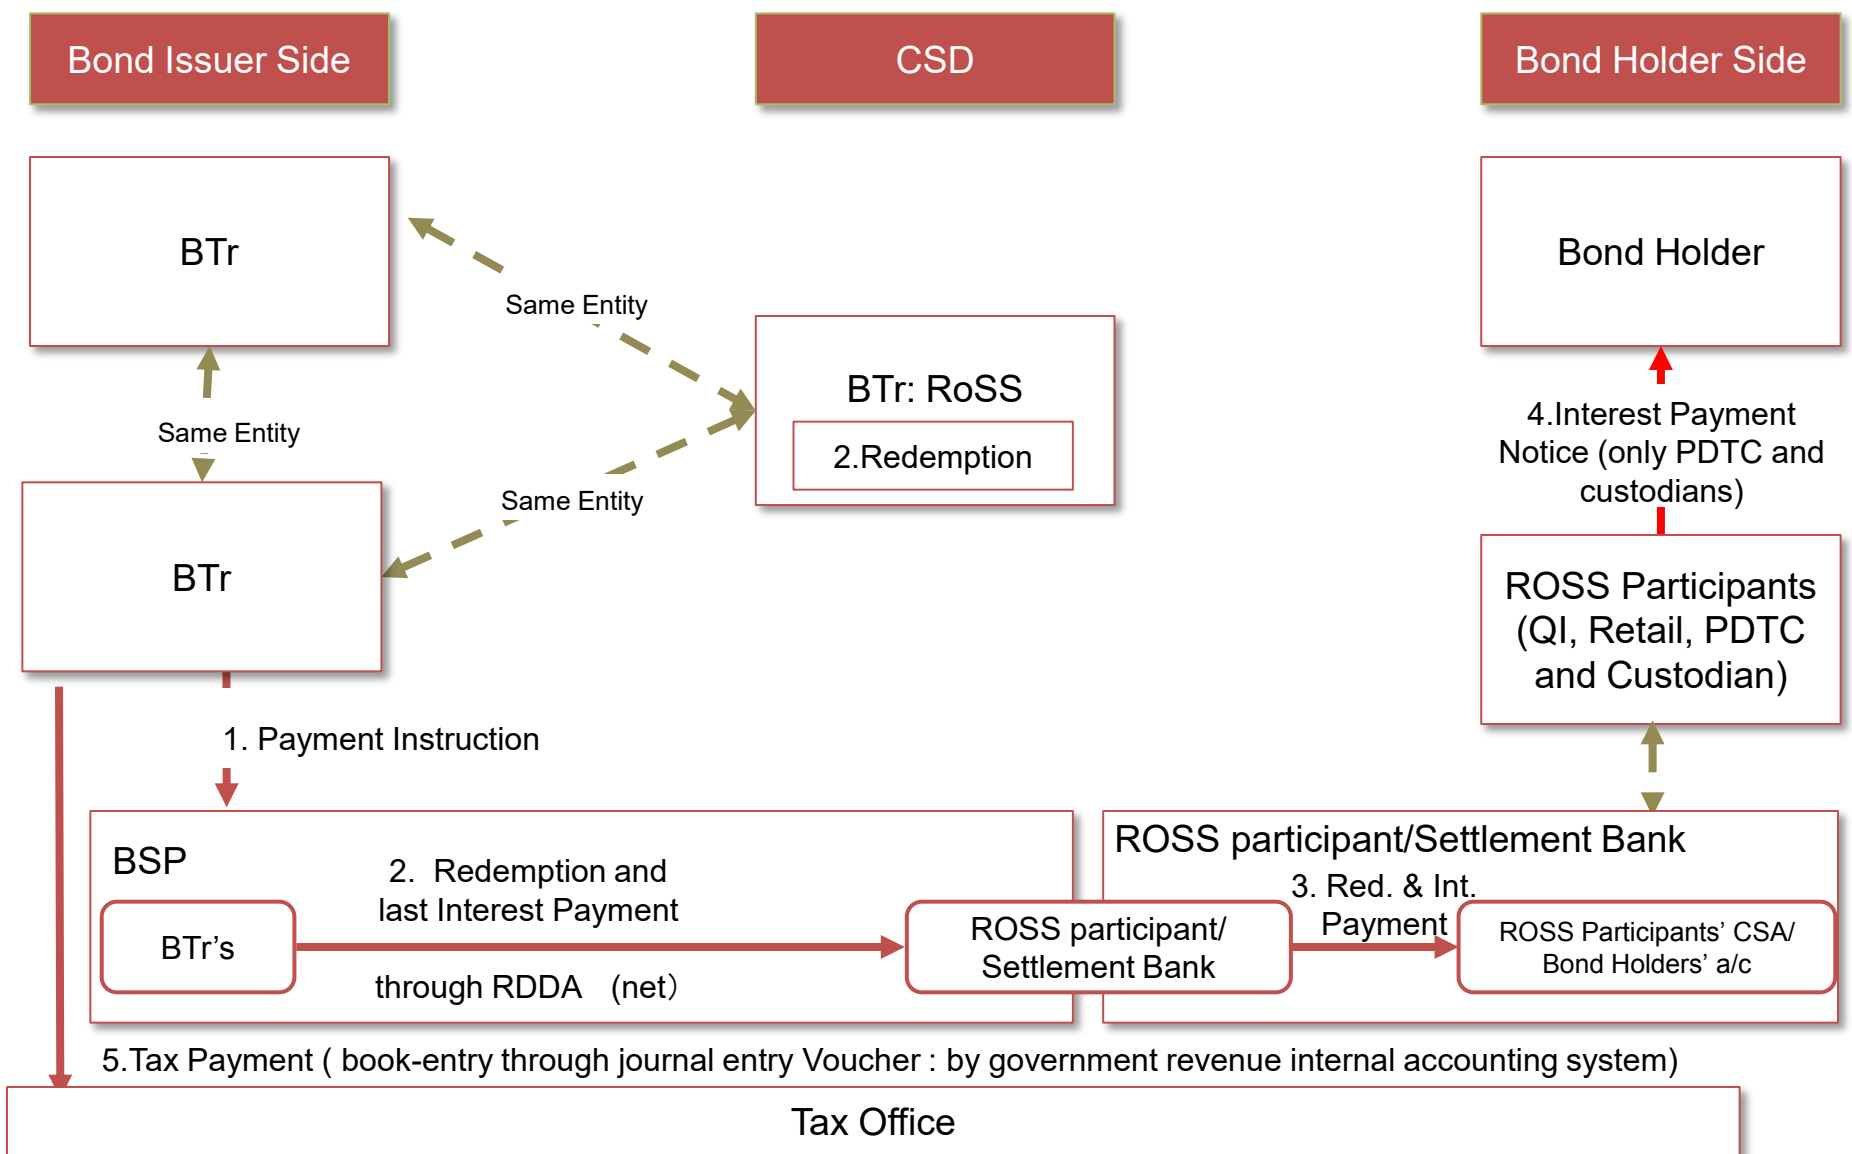 Bond Issuer Side
CSD
Bond Holder Side
BTr
Bond Holder
Same Entity
BTr: RoSS
2.Redemption
Same Entity
4.Interest Payment
Notice (only PDTC and
custodians)
Same Entity
BTr
ROSS Participants
(QI, Retail, PDTC
and Custodian)
1. Payment Instruction
BSP
2. Redemption and
last Interest Payment
BTr’s
through RDDA (net）
ROSS participant/
Settlement Bank
ROSS participant/Settlement Bank
3. Red. & Int.
Payment
ROSS Participants’ CSA/
Bond Holders’ a/c
5.Tax Payment ( book-entry through journal entry Voucher : by government revenue internal accounting system)
Tax Office